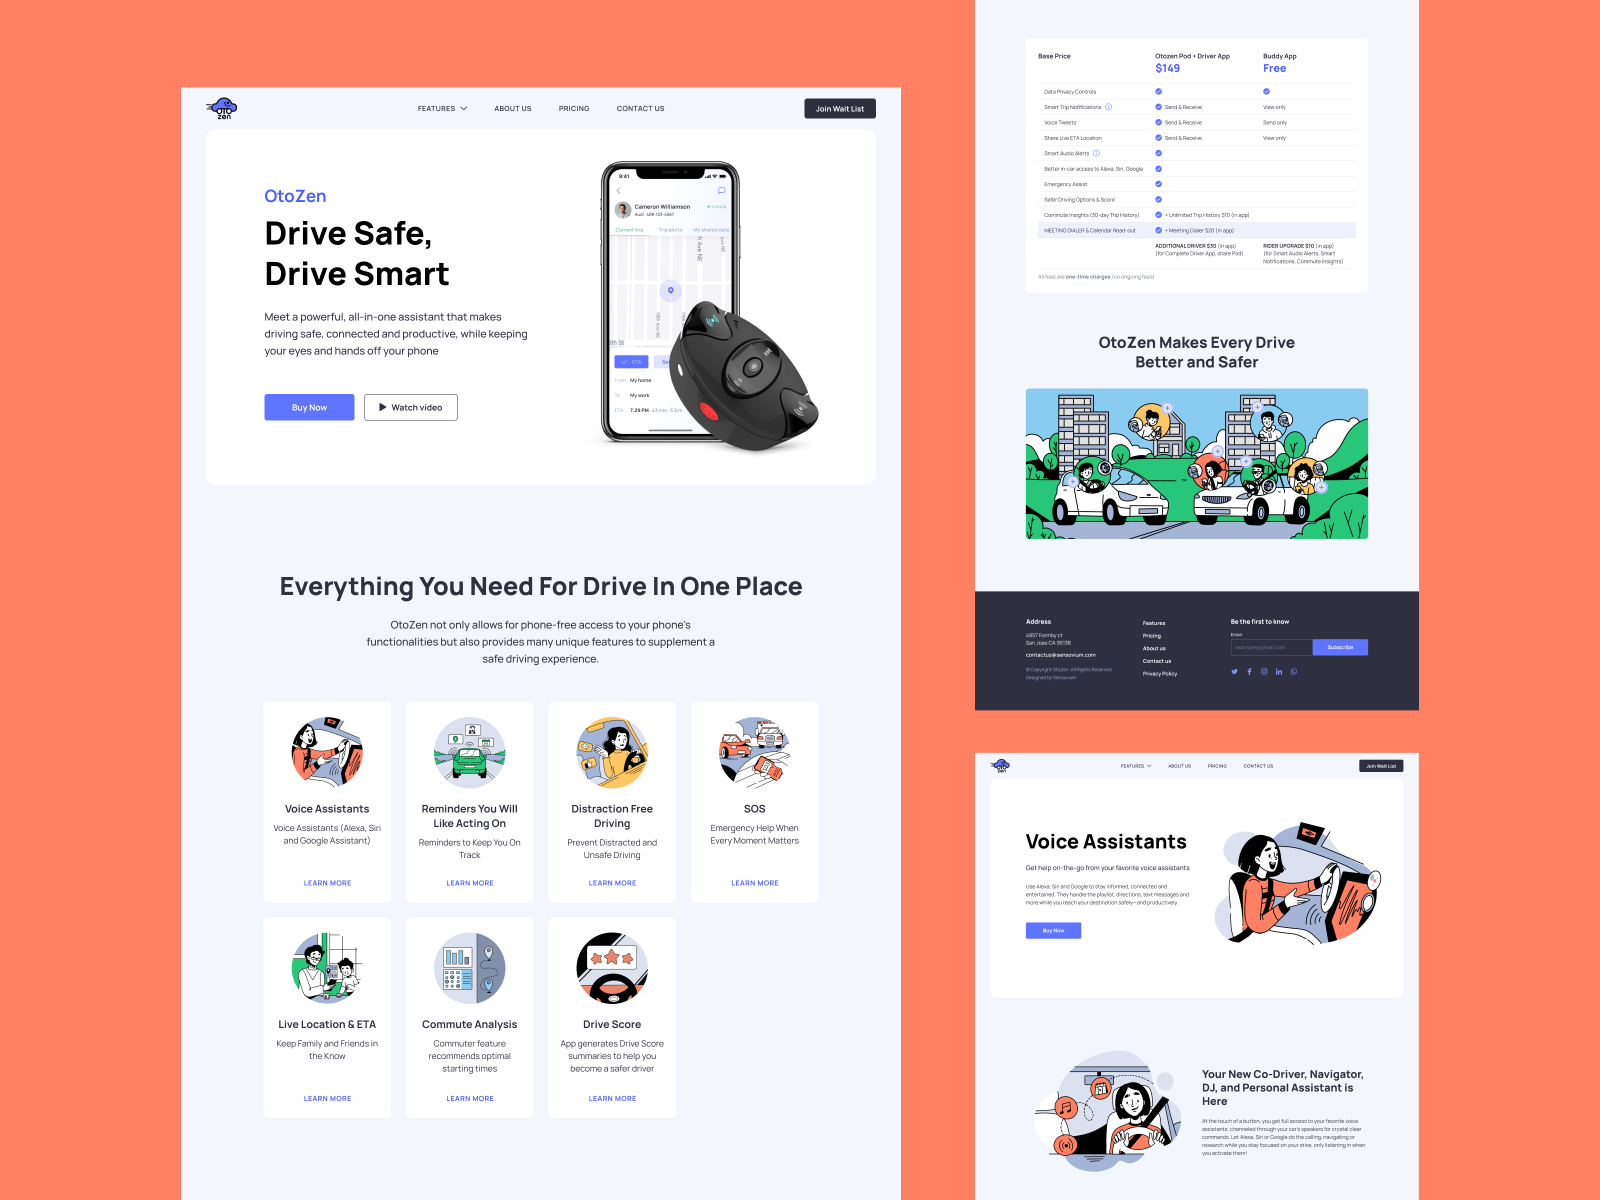 oto
zen
FEATURES
ABOUT US
PRICING
CONTACT US
Join Wait List
OtoZen
Drive Safe,
Drive Smart
Meet a powerful, all-in-one assistant that makes
driving safe, connected and productive, while keeping
your eyes and hands off your phone
Buy Now
Watch video
9:41
Cameron Williamson
Audi · 408-123-4567
Current trip
Trip alerts
My shared data
Ave NE
5th St
ETA
From
My home
To
My work
ETA
7:29 PM · 43 min · 5.5 m
Everything You Need For Drive In One Place
OtoZen not only allows for phone-free access to your phone's
functionalities but also provides many unique features to supplement a
safe driving experience.
Voice Assistants
Voice Assistants (Alexa, Siri
and Google Assistant)
LEARN MORE
Reminders You Will
Like Acting On
Reminders to Keep You On
Track
LEARN MORE
Distraction Free
Driving
Prevent Distracted and
Unsafe Driving
LEARN MORE
SOS
Emergency Help When
Every Moment Matters
LEARN MORE
Live Location & ETA
Keep Family and Friends in
the Know
LEARN MORE
Commute Analysis
Commuter feature
recommends optimal
starting times
LEARN MORE
Drive Score
App generates Drive Score
summaries to help you
become a safer driver
LEARN MORE
Base Price
Otozen Pod + Driver App
$149
Buddy App
Free
Data Privacy Controls
Smart Trip Notifications
Send & Receive
View only
Voice Tweets
Send & Receive
Send only
Share Live ETA Location
Send & Receive
View only
Smart Audio Alerts
Better in-car access to Alexa, Siri, Google
Emergency Assist
Safer Driving Options & Score
Commute Insights (30-day Trip History)
+ Unlimited Trip History $10 (in app)
MEETING DIALER & Calendar Read-out
+ Meeting Dialer $20 (in app)
ADDITIONAL DRIVER $30 (in app)
(for Complete Driver App, share Pod)
RIDER UPGRADE $10 (in app)
(for Smart Audio Alerts, Smart
Notifications, Commute Insights)
All fees are one-time charges (no ongoing fees)
OtoZen Makes Every Drive
Better and Safer
Address
4957 Formby ct
San Jose CA 95138
contactus@sensovium.com
© Copyright OtoZen. All Rights Reserved
Designed by Sensovium
Features
Pricing
About us
Contact us
Privacy Policy
Be the first to know
Email
example@gmail.com
Subscribe
oto
zen
FEATURES
ABOUT US
PRICING
CONTACT US
Join Wait List
Voice Assistants
Get help on-the-go from your favorite voice assistants
Use Alexa, Siri and Google to stay informed, connected and
entertained. They handle the playlist, directions, text messages and
more while you reach your destination safely—and productively.
Buy Now
Your New Co-Driver, Navigator,
DJ, and Personal Assistant is
Here
At the touch of a button, you get full access to your favorite voice
assistants, channeled through your car's speakers for crystal clear
commands. Let Alexa, Siri or Google do the calling, navigating or
research while you stay focused on your drive, only listening in when
you activate them!